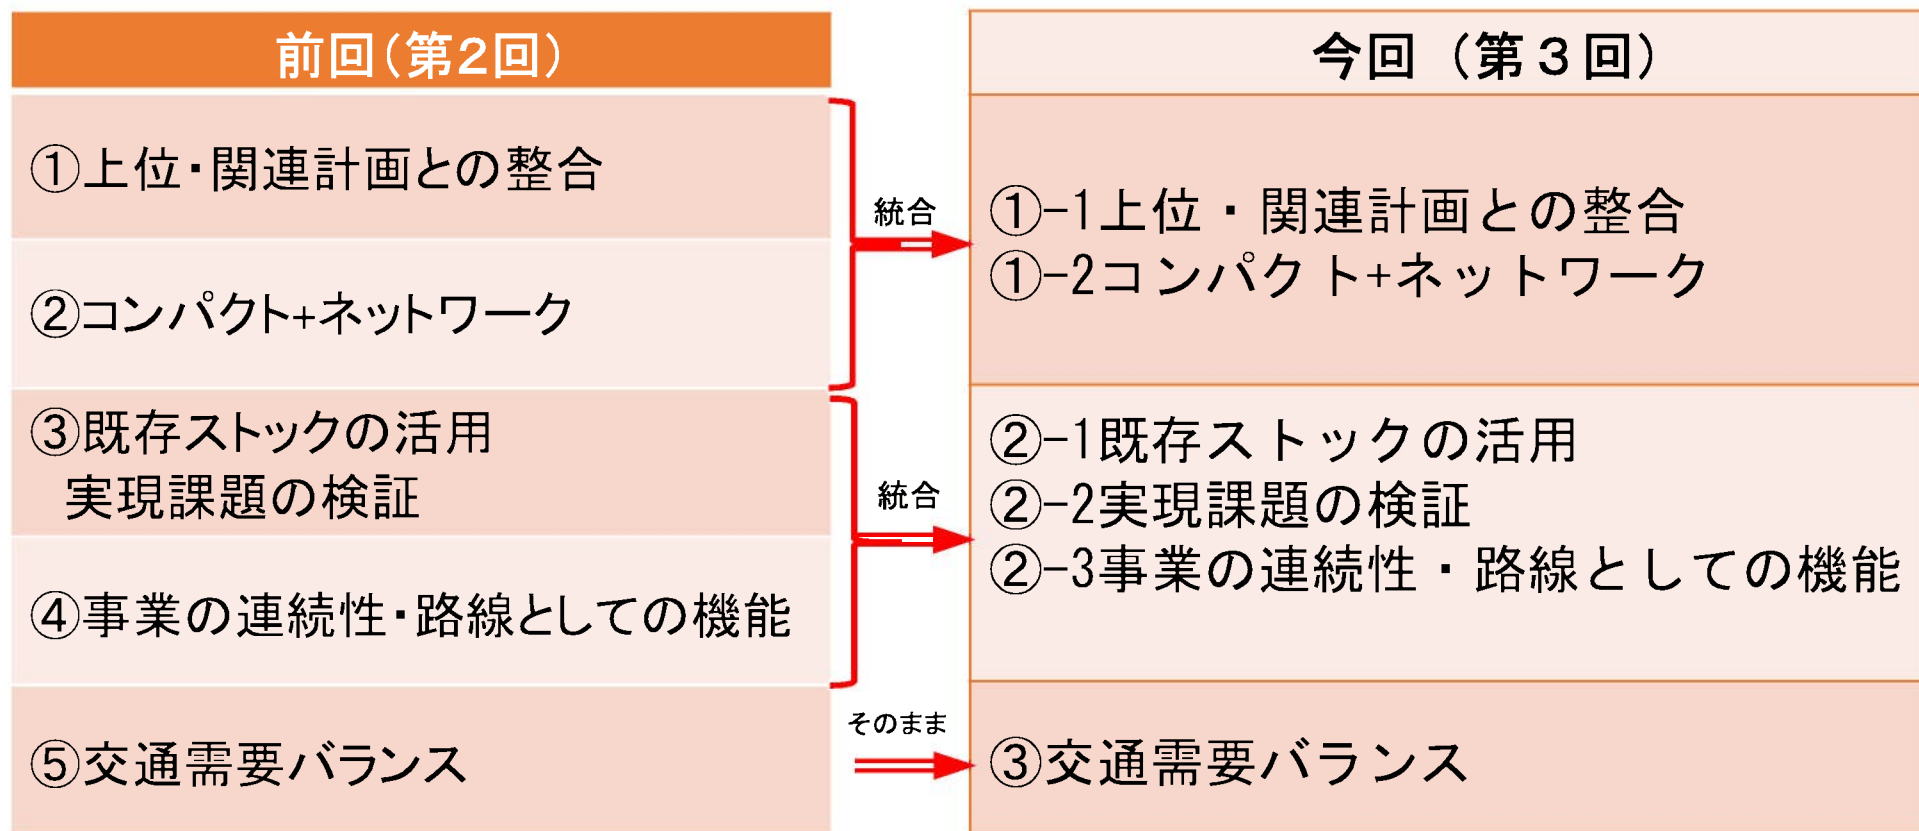 前回(第2回)
①上位・関連計画との整合
②コンパクト+ネットワーク
③既存ストックの活用
実現課題の検証
④事業の連続性・路線としての機能
⑤交通需要バランス
統合
統合
そのまま
今回（第３回）
①-1上位・関連計画との整合
①-2コンパクト+ネットワーク
②-1既存ストックの活用
②-2実現課題の検証
②-3事業の連続性・路線としての機能
③交通需要バランス